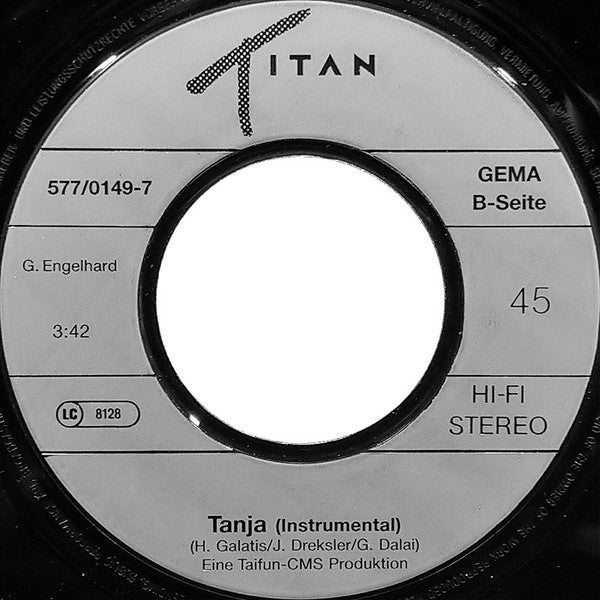 TITAN
577/0149-7
GEMA
B-Seite
G. Engelhard
3:42
45
LC 8128
HI-FI
STEREO
Tanja (Instrumental)
(H. Galatis/J. Dreksler/G. Dalai)
Eine Taifun-CMS Produktion